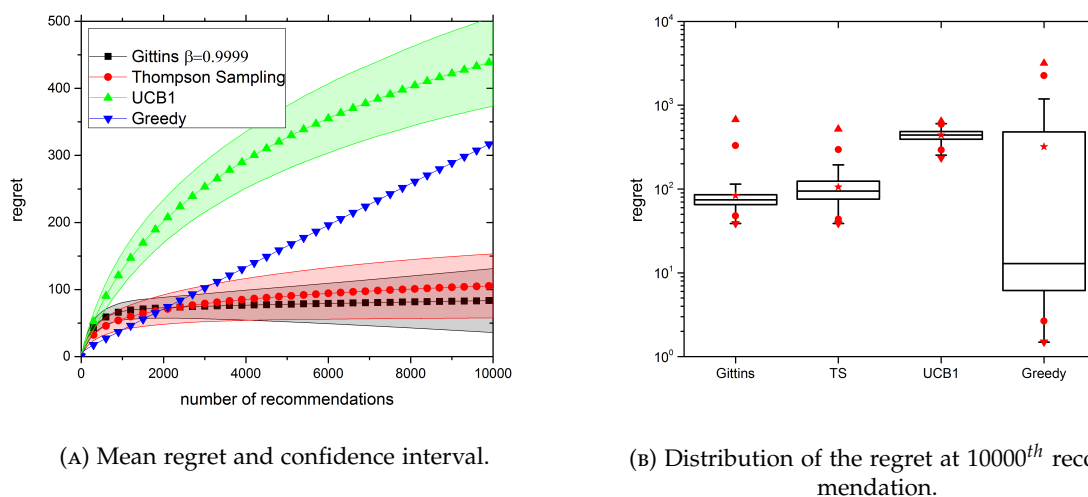 500
400
300
200
100
0
regret
Gittins β=0.9999
Thompson Sampling
UCB1
Greedy
0 2000 4000 6000 8000 10000
number of recommendations
10⁴
10³
10²
10¹
10⁰
regret
Gittins TS UCB1 Greedy
(A) Mean regret and confidence interval.
(B) Distribution of the regret at 10000ᵗʰ reco
mendation.